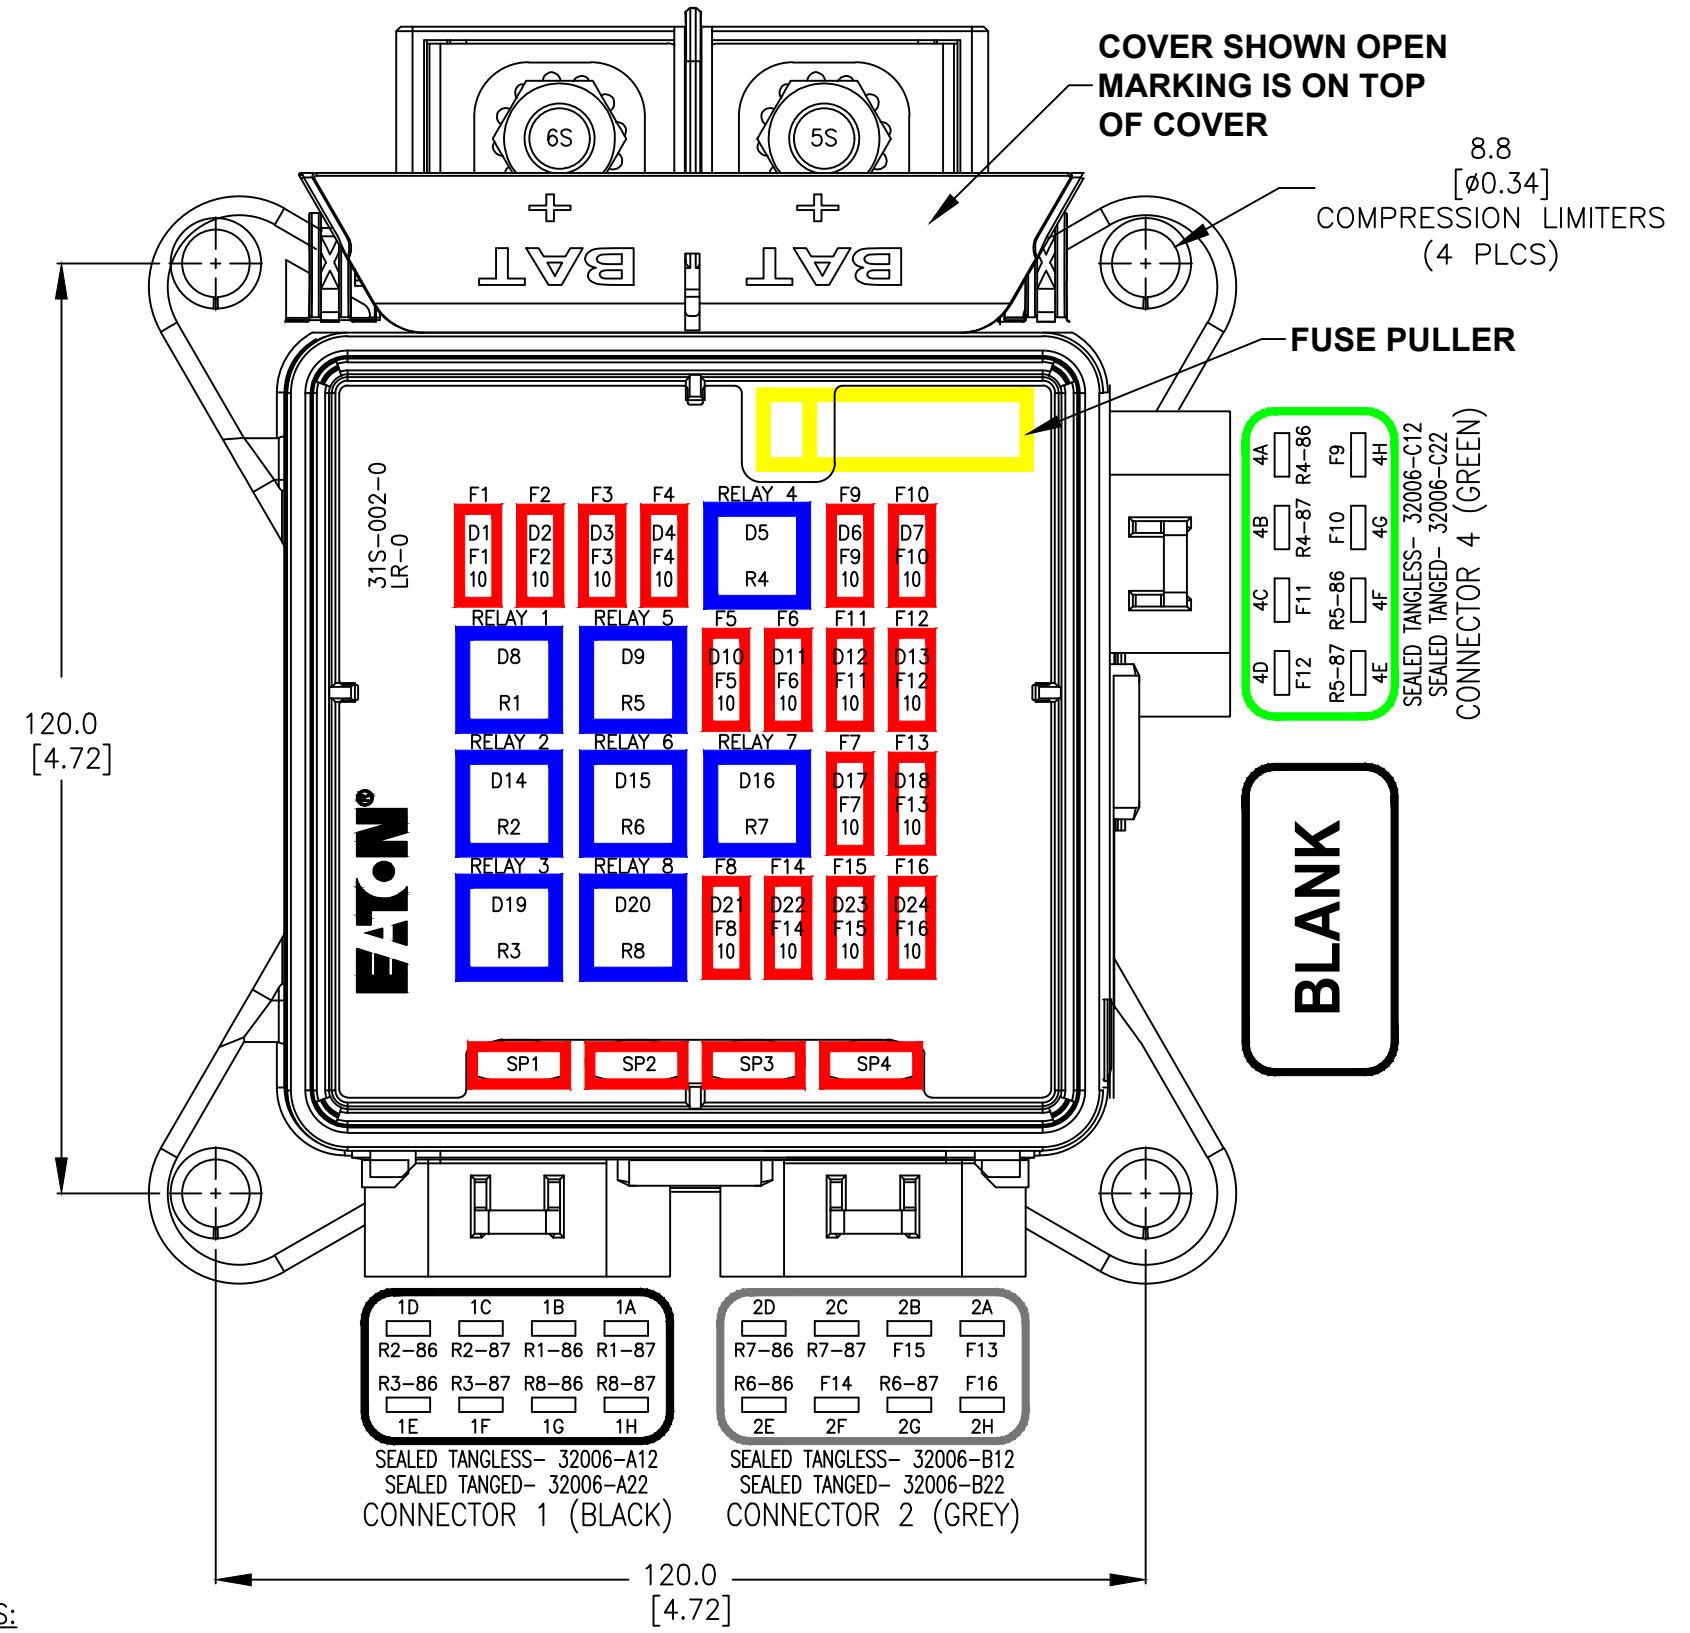 COVER SHOWN OPEN
MARKING IS ON TOP
OF COVER
6S
5S
8.8
[ø0.34]
COMPRESSION LIMITERS
(4 PLCS)
+ +
BAT BAT
FUSE PULLER
31S-002-0
LR-0
F1 F2 F3 F4 RELAY 4 F9 F10
D1 D2 D3 D4 D5 D6 D7
F1 F2 F3 F4 R4 F9 F10
10 10 10 10 10 10
RELAY 1 RELAY 5 F5 F6 F11 F12
D8 D9 D10 D11 D12 D13
R1 R5 F5 F6 F11 F12
10 10 10 10
RELAY 2 RELAY 6 RELAY 7 F7 F13
D14 D15 D16 D17 D18
R2 R6 R7 F7 F13
10 10
RELAY 3 RELAY 8 F8 F14 F15 F16
D19 D20 D21 D22 D23 D24
R3 R8 F8 F14 F15 F16
10 10 10 10
EATON®
SP1 SP2 SP3 SP4
120.0
[4.72]
4A R4-86 F9 4H
4B R4-87 F10 4G
4C F11 R5-86 4F
4D F12 R5-87 4E
SEALED TANGLESS- 32006-C12
SEALED TANGED- 32006-C22
CONNECTOR 4 (GREEN)
BLANK
1D 1C 1B 1A
R2-86 R2-87 R1-86 R1-87
R3-86 R3-87 R8-86 R8-87
1E 1F 1G 1H
SEALED TANGLESS- 32006-A12
SEALED TANGED- 32006-A22
CONNECTOR 1 (BLACK)
2D 2C 2B 2A
R7-86 R7-87 F15 F13
R6-86 F14 R6-87 F16
2E 2F 2G 2H
SEALED TANGLESS- 32006-B12
SEALED TANGED- 32006-B22
CONNECTOR 2 (GREY)
120.0
[4.72]
S: